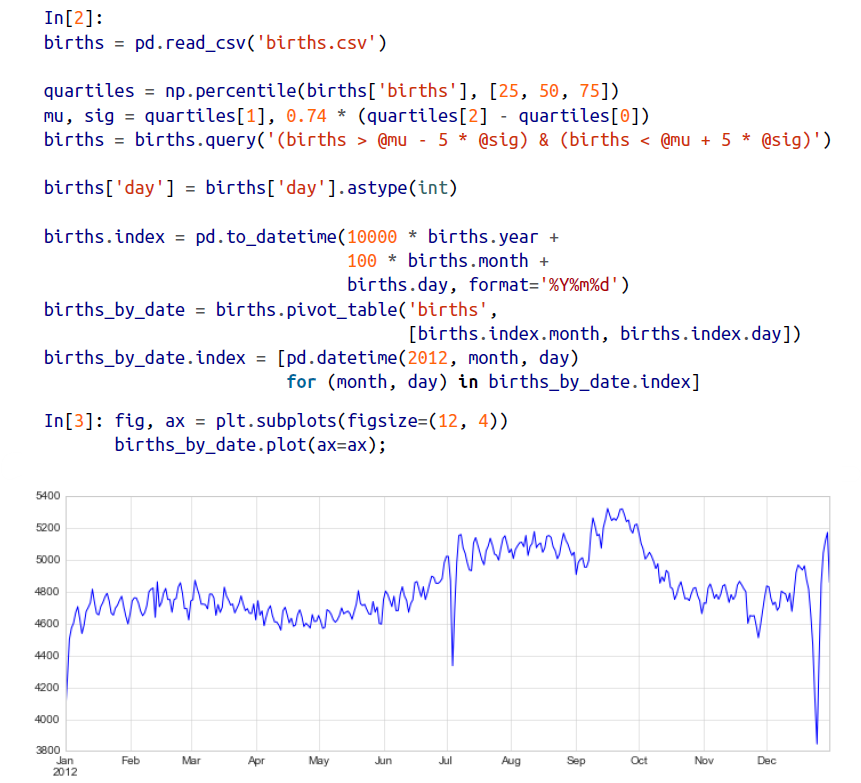 In[2]:
births = pd.read_csv('births.csv')
quartiles = np.percentile(births['births'], [25, 50, 75])
mu, sig = quartiles[1], 0.74 * (quartiles[2] - quartiles[0])
births = births.query('(births > @mu - 5 * @sig) & (births < @mu + 5 * @sig)')
births['day'] = births['day'].astype(int)
births.index = pd.to_datetime(10000 * births.year +
100 * births.month +
births.day, format='%Y%m%d')
births_by_date = births.pivot_table('births',
[births.index.month, births.index.day])
births_by_date.index = [pd.datetime(2012, month, day)
for (month, day) in births_by_date.index]
In[3]: fig, ax = plt.subplots(figsize=(12, 4))
births_by_date.plot(ax=ax);
5400
5200
5000
4800
4600
4400
4200
4000
3800
Jan Feb Mar Apr May Jun Jul Aug Sep Oct Nov Dec
2012